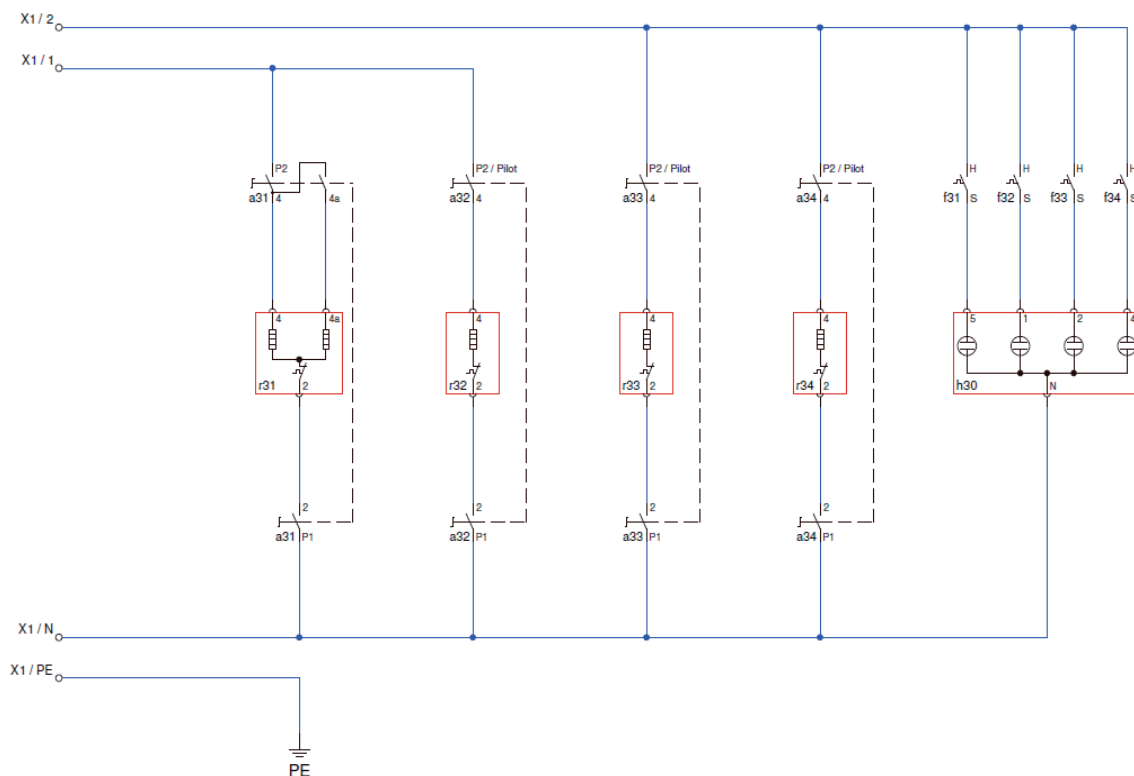 X1 / 2
X1 / 1
P2 P2 / Pilot P2 / Pilot P2 / Pilot H H H H
a31 4 4a a32 4 a33 4 a34 4 f31 S f32 S f33 S f34 S
4 4a 4 4 4 5 1 2 4
r31 2 r32 2 r33 2 r34 2 h30 N
2 2 2 2
a31 P1 a32 P1 a33 P1 a34 P1
X1 / N
X1 / PE
PE